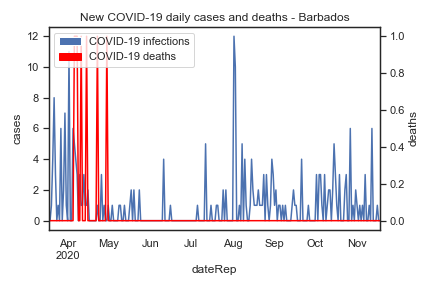 New COVID-19 daily cases and deaths - Barbados
COVID-19 infections
COVID-19 deaths
12
10
8
6
4
2
0
cases
1.0
0.8
0.6
0.4
0.2
0.0
deaths
Apr May Jun Jul Aug Sep Oct Nov
2020
dateRep